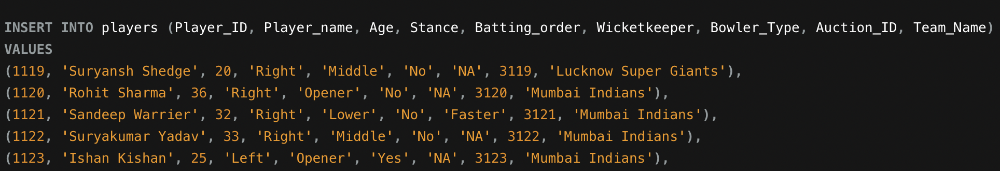 INSERT INTO players (Player_ID, Player_name, Age, Stance, Batting_order, Wicketkeeper, Bowler_Type, Auction_ID, Team_Name)
VALUES
(1119, 'Suryansh Shedge', 20, 'Right', 'Middle', 'No', 'NA', 3119, 'Lucknow Super Giants'),
(1120, 'Rohit Sharma', 36, 'Right', 'Opener', 'No', 'NA', 3120, 'Mumbai Indians'),
(1121, 'Sandeep Warrier', 32, 'Right', 'Lower', 'No', 'Faster', 3121, 'Mumbai Indians'),
(1122, 'Suryakumar Yadav', 33, 'Right', 'Middle', 'No', 'NA', 3122, 'Mumbai Indians'),
(1123, 'Ishan Kishan', 25, 'Left', 'Opener', 'Yes', 'NA', 3123, 'Mumbai Indians'),